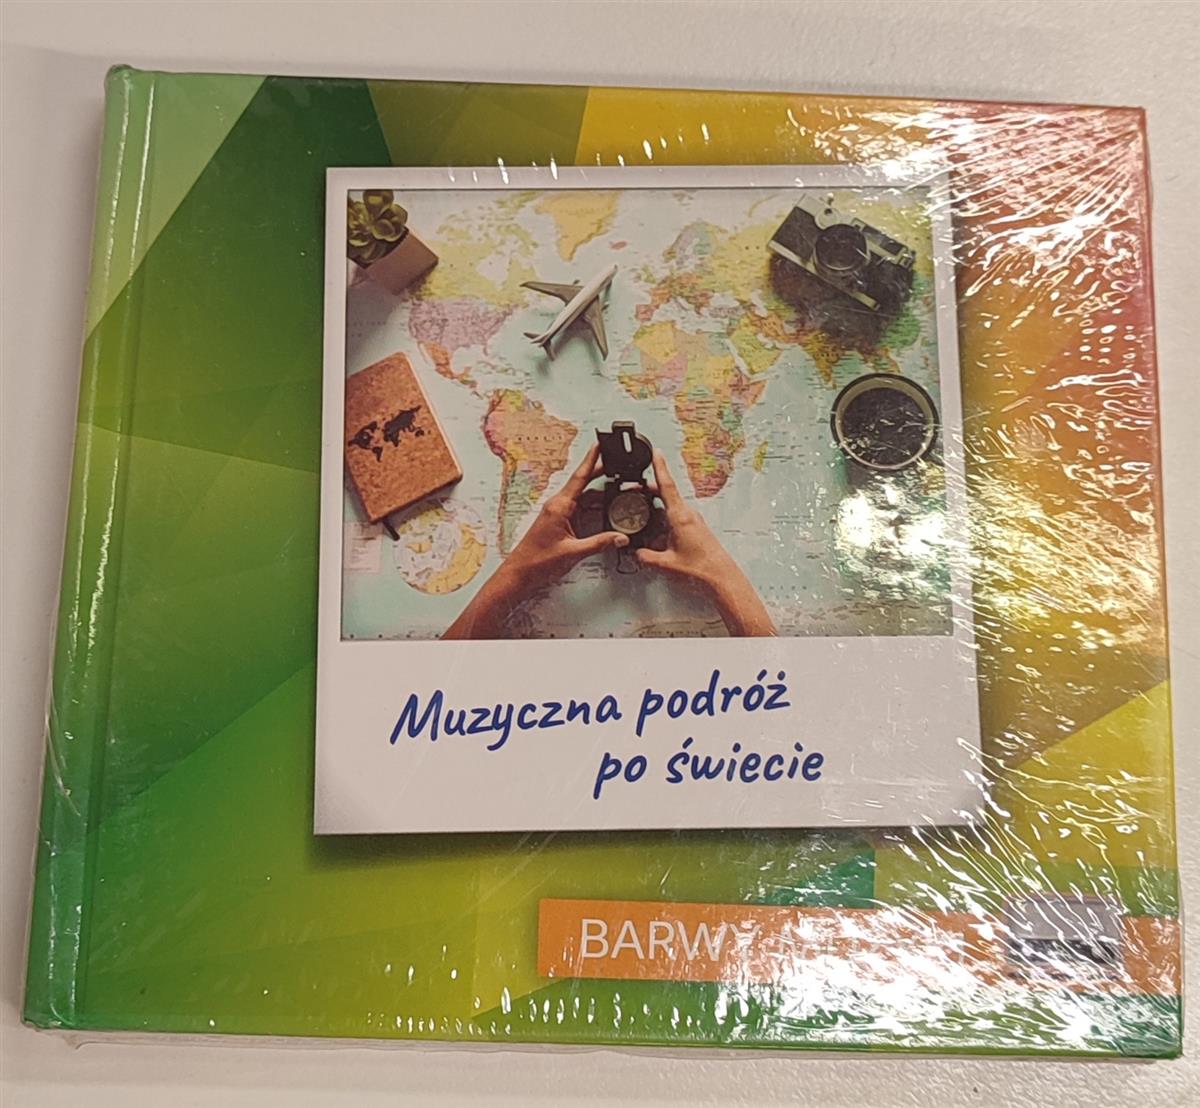 Muzyczna podróż
po świecie
BARWY